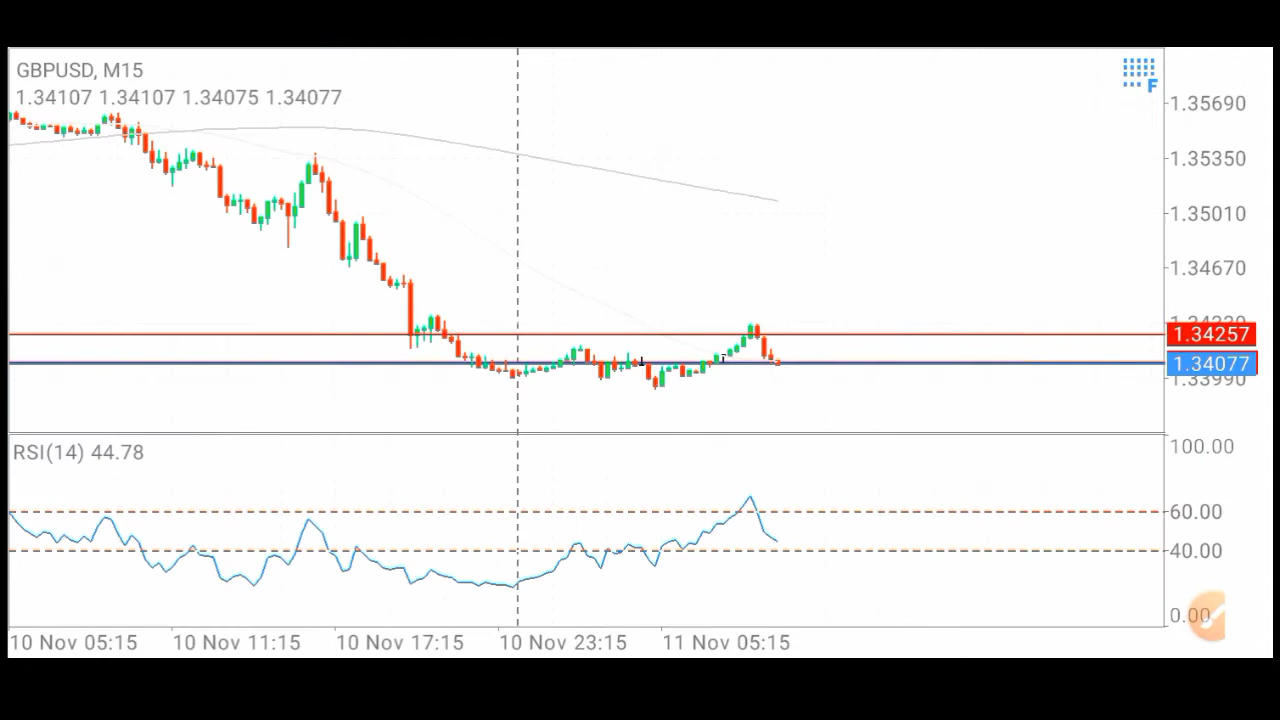 GBPUSD, M15
1.34107 1.34107 1.34075 1.34077
F
1.35690
1.35350
1.35010
1.34670
1.34257
1.34077
1.33990
RSI(14) 44.78
100.00
60.00
40.00
0.00
10 Nov 05:15 10 Nov 11:15 10 Nov 17:15 10 Nov 23:15 11 Nov 05:15